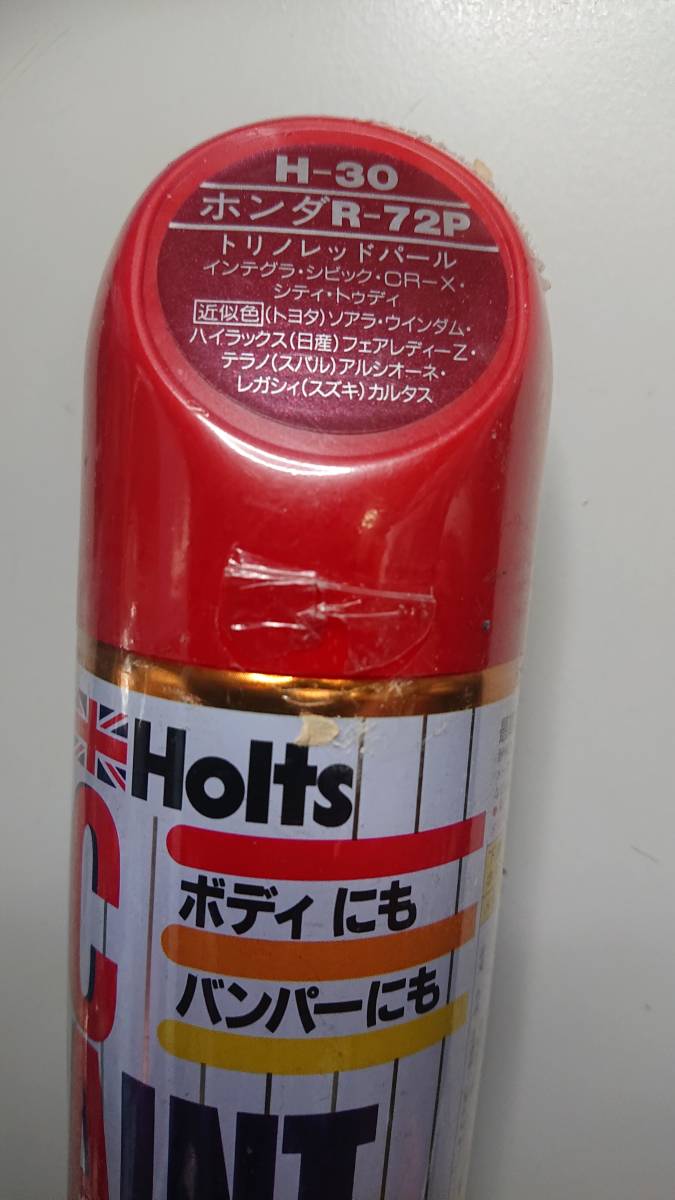 H-30
ホンダR-72P
トリノレッドパール
インテグラ・シビック・CR-X・
シティ・トゥディ
近似色(トヨタ)ソアラ・ウインダム・
ハイラックス(日産)フェアレディーZ・
テラノ(スバル)アルシオーネ・
レガシィ(スズキ)カルタス
Holts
ボディにも
バンパーにも
C
AINT